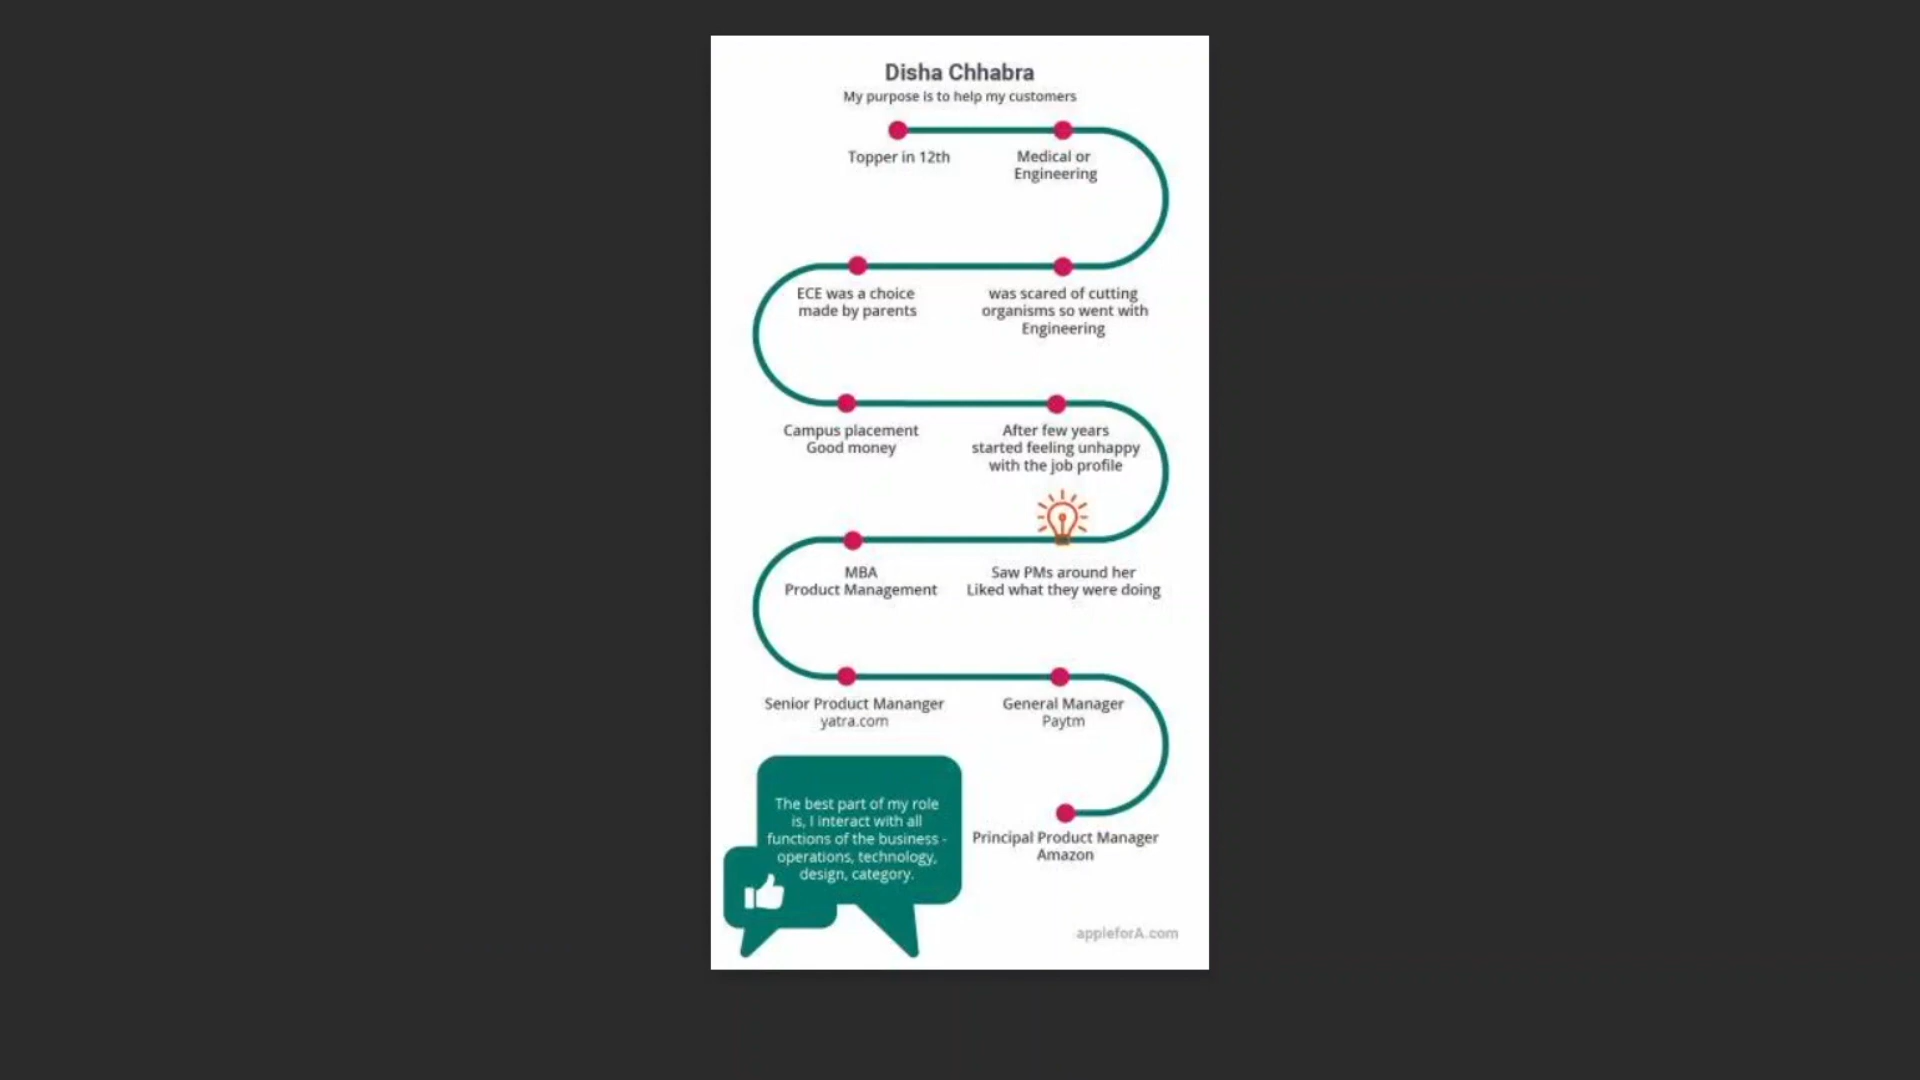 Disha Chhabra
My purpose is to help my customers
Topper in 12th
Medical or
Engineering
was scared of cutting
organisms so went with
Engineering
ECE was a choice
made by parents
Campus placement
Good money
After few years
started feeling unhappy
with the job profile
Saw PMs around her
Liked what they were doing
MBA
Product Management
Senior Product Mananger
yatra.com
General Manager
Paytm
Principal Product Manager
Amazon
The best part of my role
is, I interact with all
functions of the business -
operations, technology,
design, category.
appleforA.com